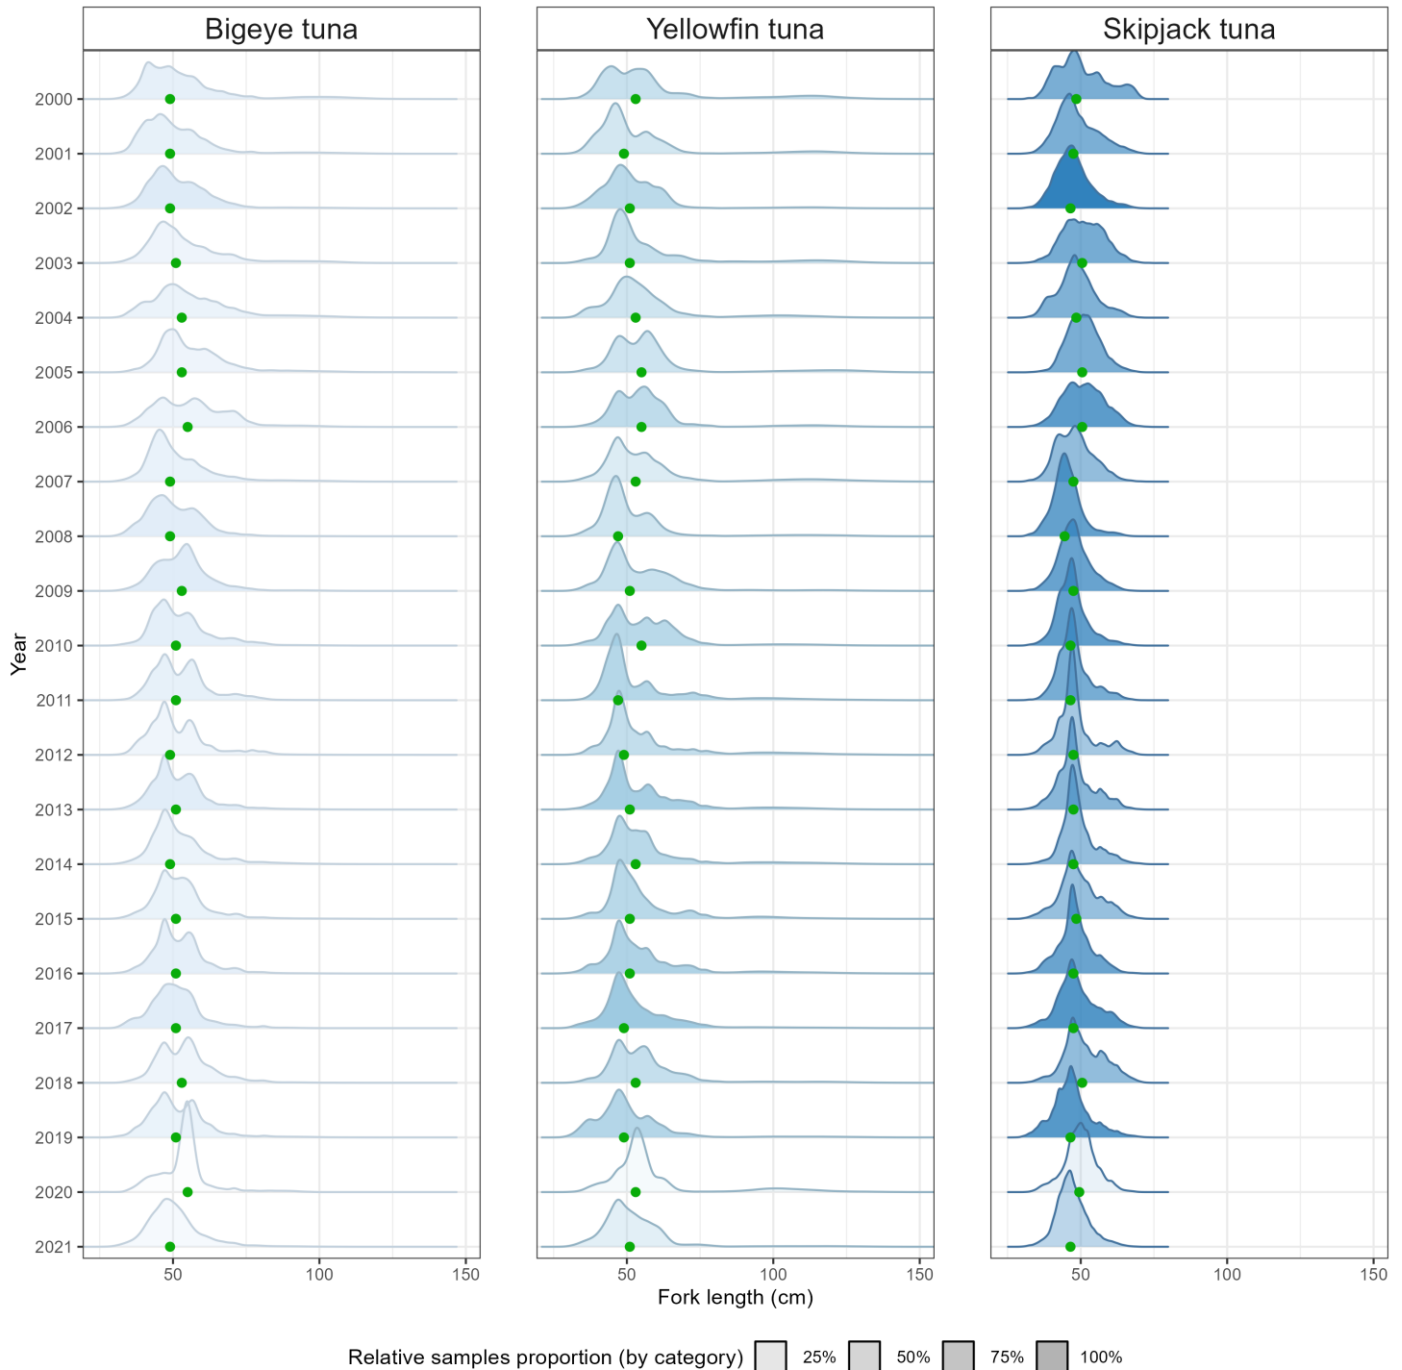 Bigeye tuna
Yellowfin tuna
Skipjack tuna
Year
2000
2001
2002
2003
2004
2005
2006
2007
2008
2009
2010
2011
2012
2013
2014
2015
2016
2017
2018
2019
2020
2021
50 100 150
50 100 150
50 100 150
Fork length (cm)
Relative samples proportion (by category) 25% 50% 75% 100%